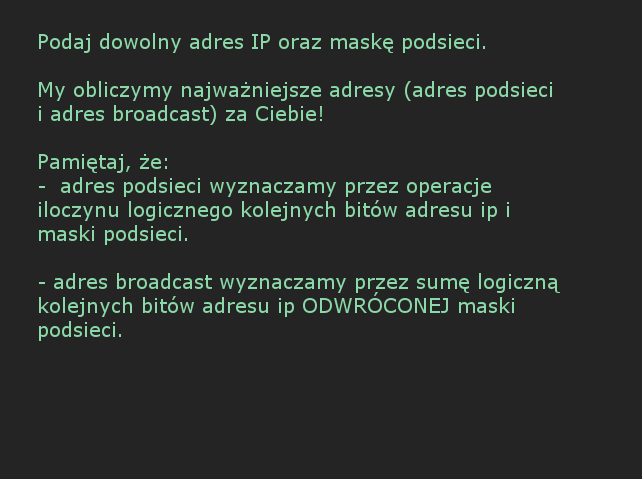 Podaj dowolny adres IP oraz maskę podsieci.
My obliczymy najważniejsze adresy (adres podsieci
i adres broadcast) za Ciebie!
Pamiętaj, że:
-  adres podsieci wyznaczamy przez operacje
iloczynu logicznego kolejnych bitów adresu ip i
maski podsieci.
- adres broadcast wyznaczamy przez sumę logiczną
kolejnych bitów adresu ip ODWRÓCONEJ maski
podsieci.